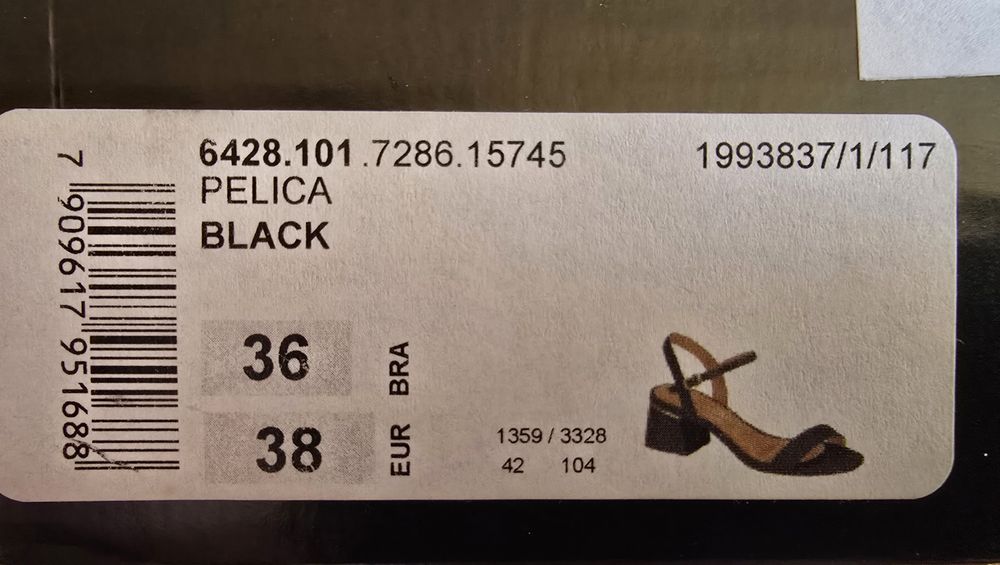 6428.101.7286.15745
1993837/1/117
PELICA
BLACK
36 BRA
38 EUR
1359 / 3328
42 104
7 909617 951688